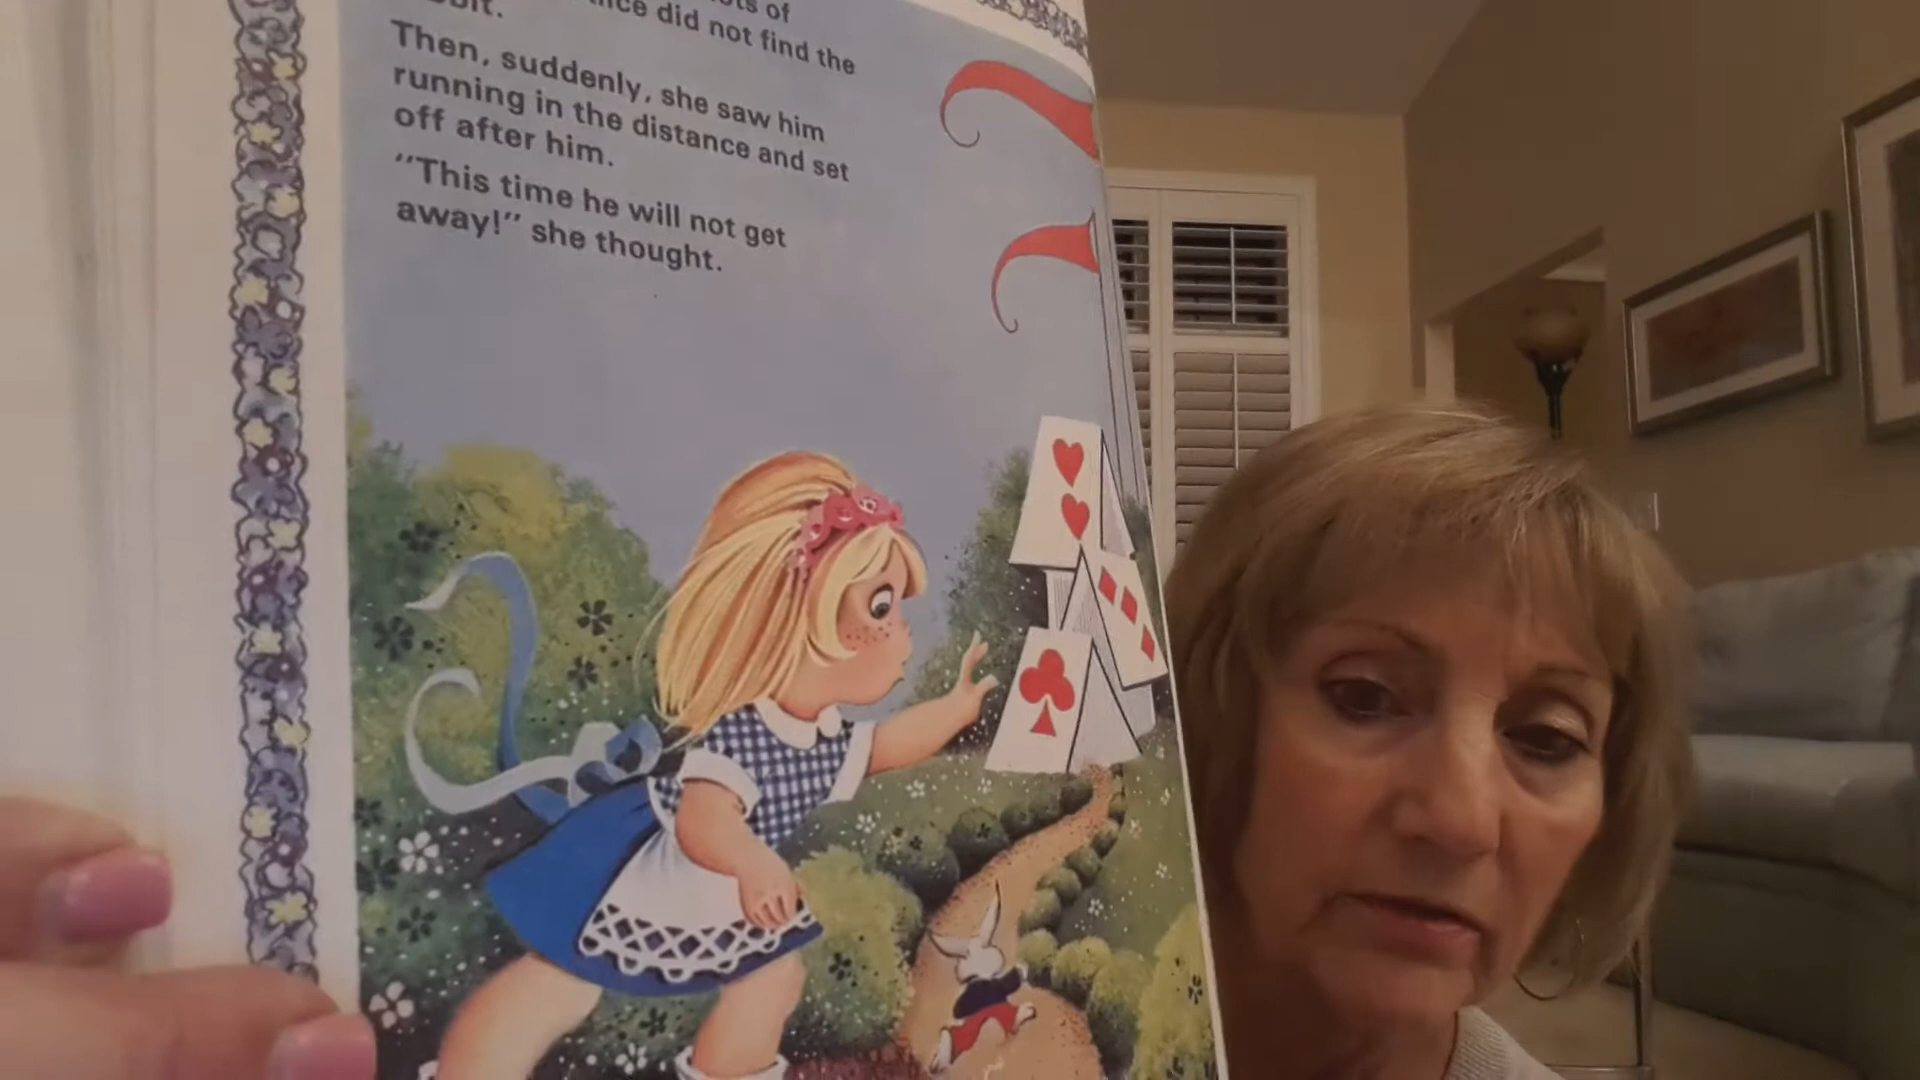 of
did not find the
Then, suddenly, she saw him
running in the distance and set
off after him.
"This time he will not get
away!" she thought.